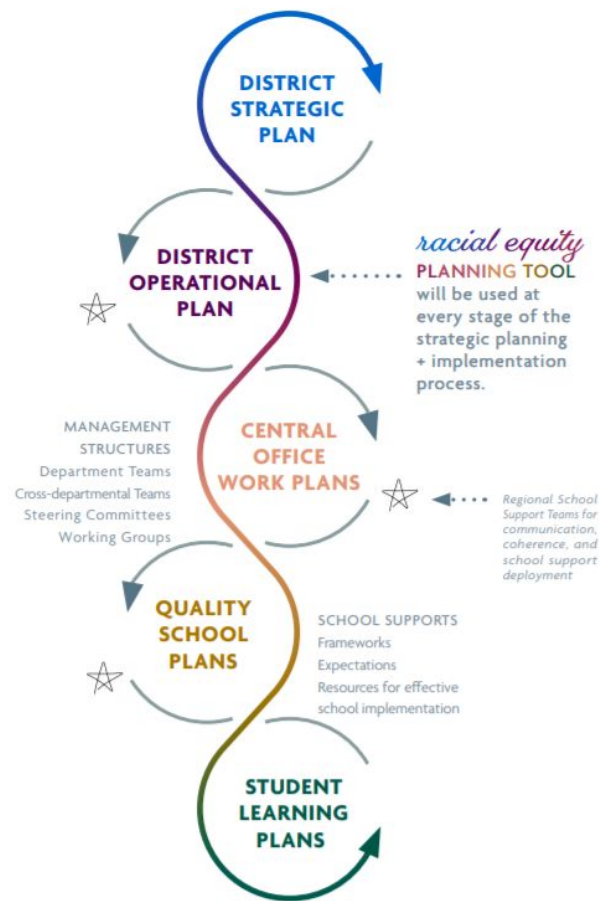 DISTRICT
STRATEGIC
PLAN
DISTRICT
OPERATIONAL
PLAN
racial equity
PLANNING TOOL
will be used at
every stage of the
strategic planning
+ implementation
process.
MANAGEMENT
STRUCTURES
Department Teams
Cross-departmental Teams
Steering Committees
Working Groups
CENTRAL
OFFICE
WORK PLANS
Regional School
Support Teams for
communication,
coherence, and
school support
deployment
QUALITY
SCHOOL
PLANS
SCHOOL SUPPORTS
Frameworks
Expectations
Resources for effective
school implementation
STUDENT
LEARNING
PLANS